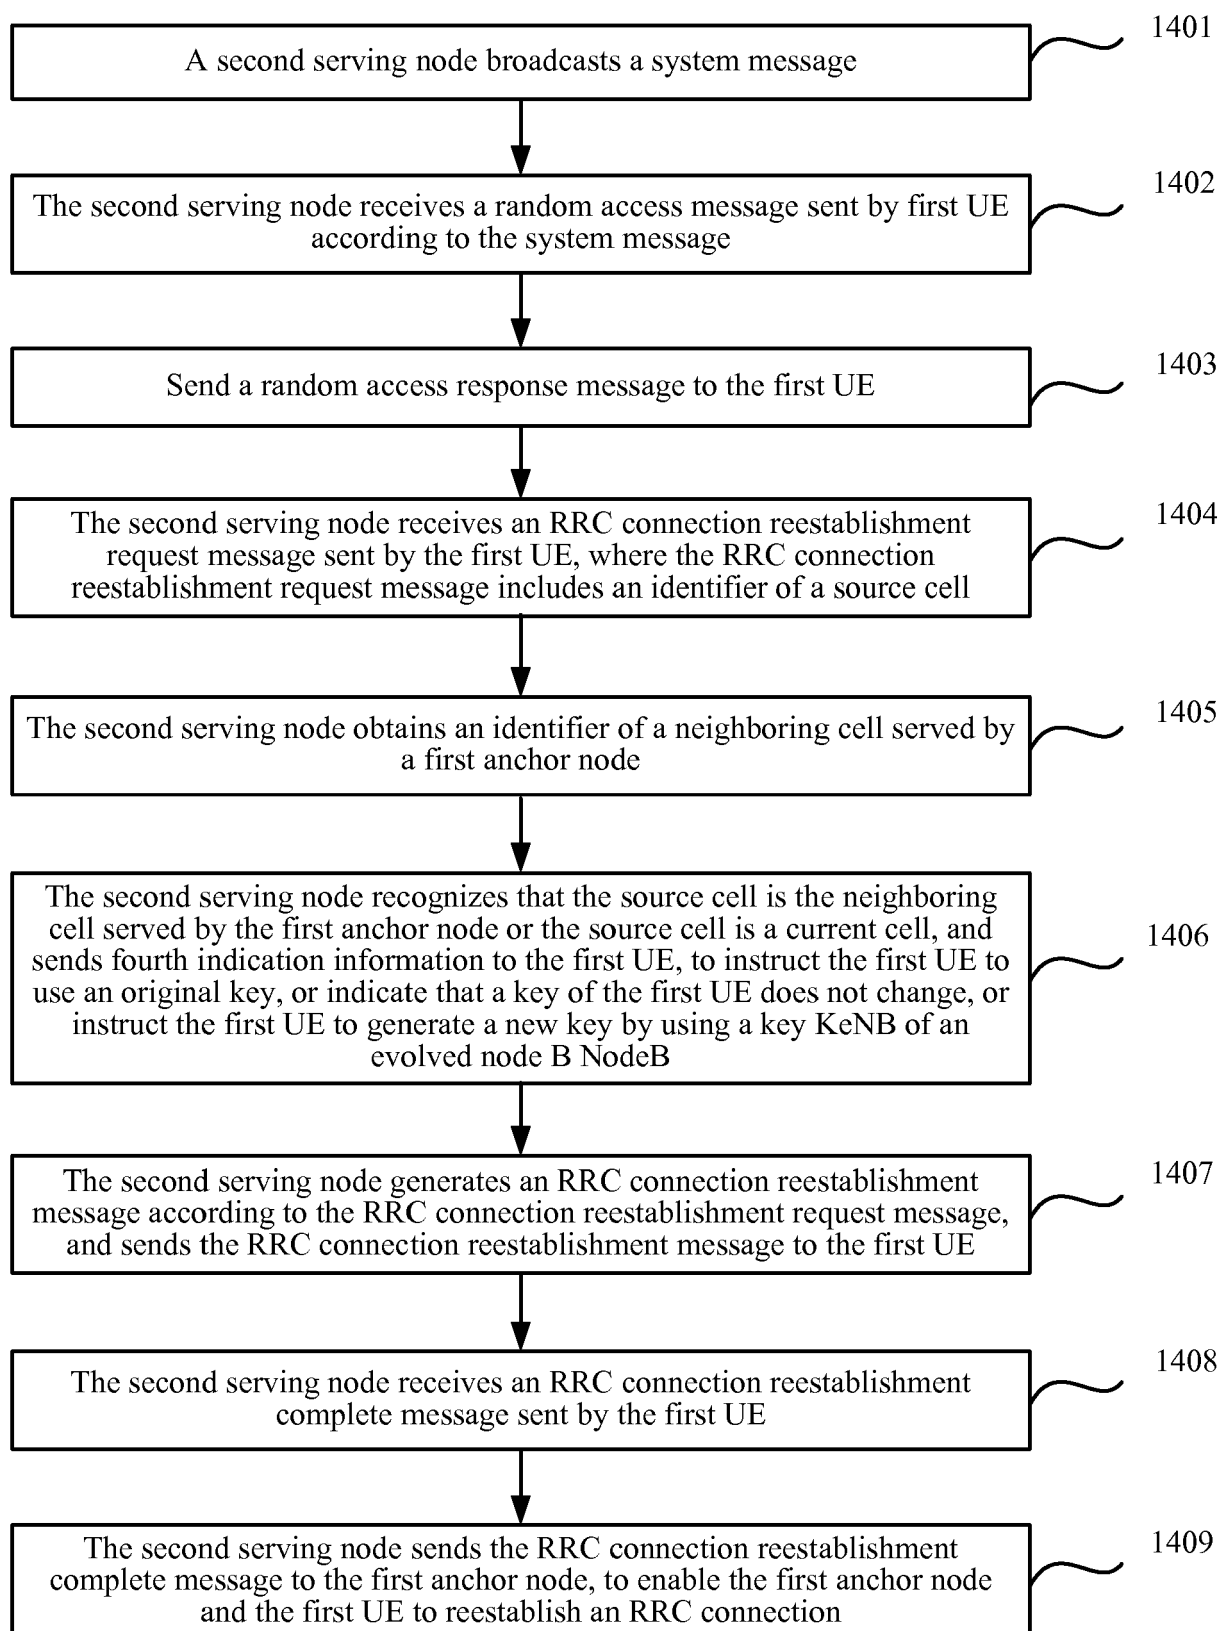 1401
A second serving node broadcasts a system message
1402
The second serving node receives a random access message sent by first UE
according to the system message
1403
Send a random access response message to the first UE
1404
The second serving node receives an RRC connection reestablishment
request message sent by the first UE, where the RRC connection
reestablishment request message includes an identifier of a source cell
1405
The second serving node obtains an identifier of a neighboring cell served by
a first anchor node
1406
The second serving node recognizes that the source cell is the neighboring
cell served by the first anchor node or the source cell is a current cell, and
sends fourth indication information to the first UE, to instruct the first UE to
use an original key, or indicate that a key of the first UE does not change, or
instruct the first UE to generate a new key by using a key KeNB of an
evolved node B NodeB
1407
The second serving node generates an RRC connection reestablishment
message according to the RRC connection reestablishment request message,
and sends the RRC connection reestablishment message to the first UE
1408
The second serving node receives an RRC connection reestablishment
complete message sent by the first UE
1409
The second serving node sends the RRC connection reestablishment
complete message to the first anchor node, to enable the first anchor node
and the first UE to reestablish an RRC connection